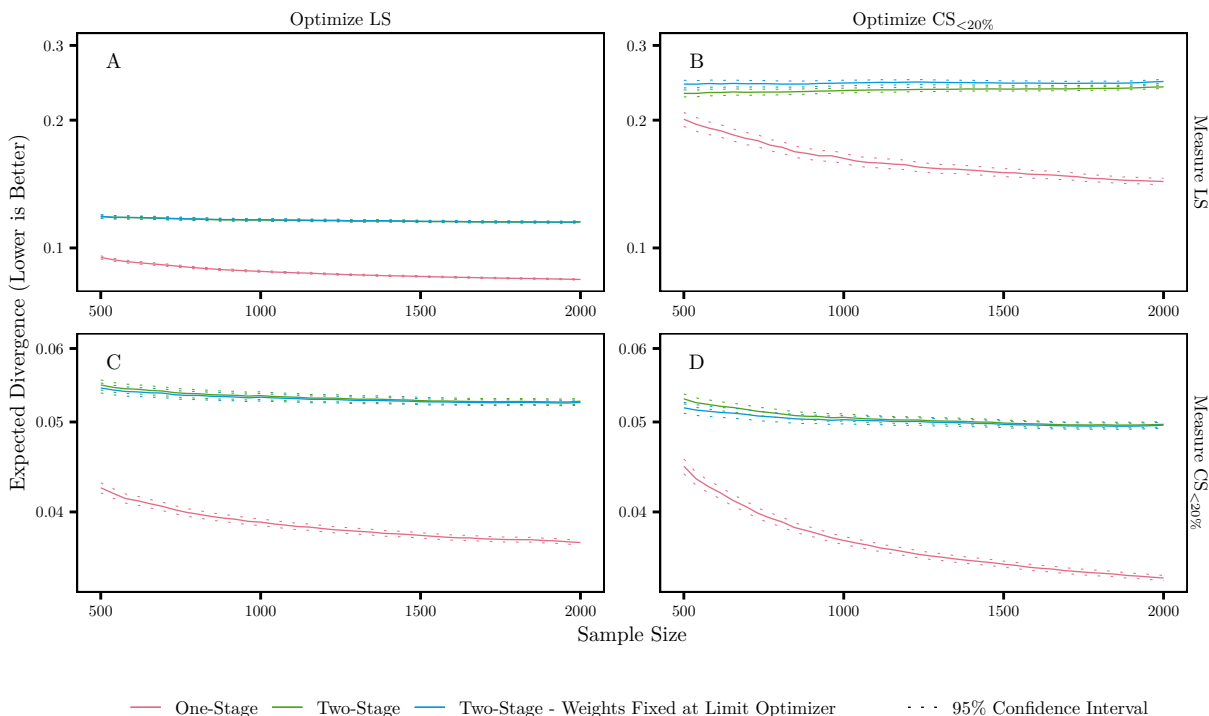 Optimize LS
Optimize CS<20%
Expected Divergence (Lower is Better)
A
0.3
0.2
0.1
500 1000 1500 2000
B
0.3
0.2
0.1
500 1000 1500 2000
Measure LS
C
0.06
0.05
0.04
500 1000 1500 2000
D
0.06
0.05
0.04
500 1000 1500 2000
Measure CS<20%
Sample Size
One-Stage Two-Stage Two-Stage - Weights Fixed at Limit Optimizer 95% Confidence Interval